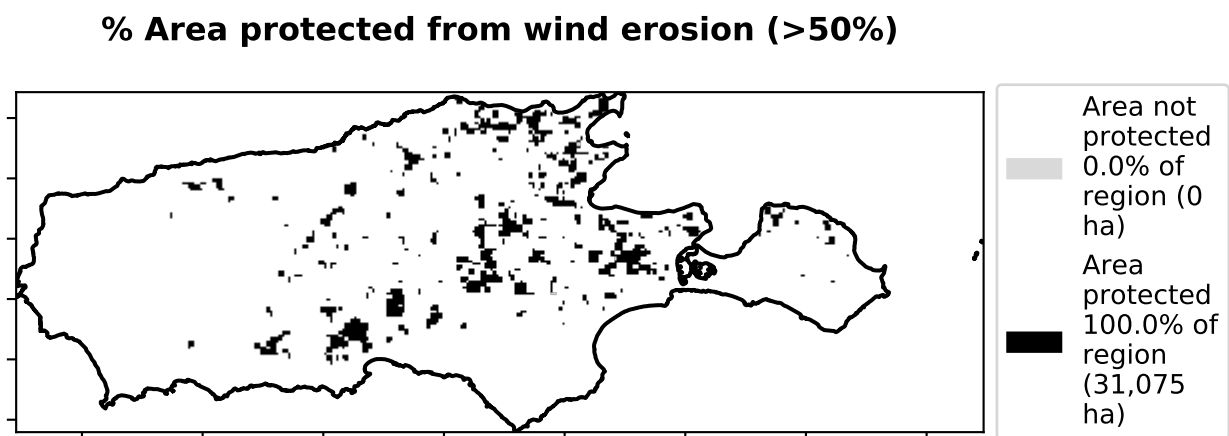 % Area protected from wind erosion (>50%)
Area not
protected
0.0% of
region (0
ha)
Area
protected
100.0% of
region
(31,075
ha)